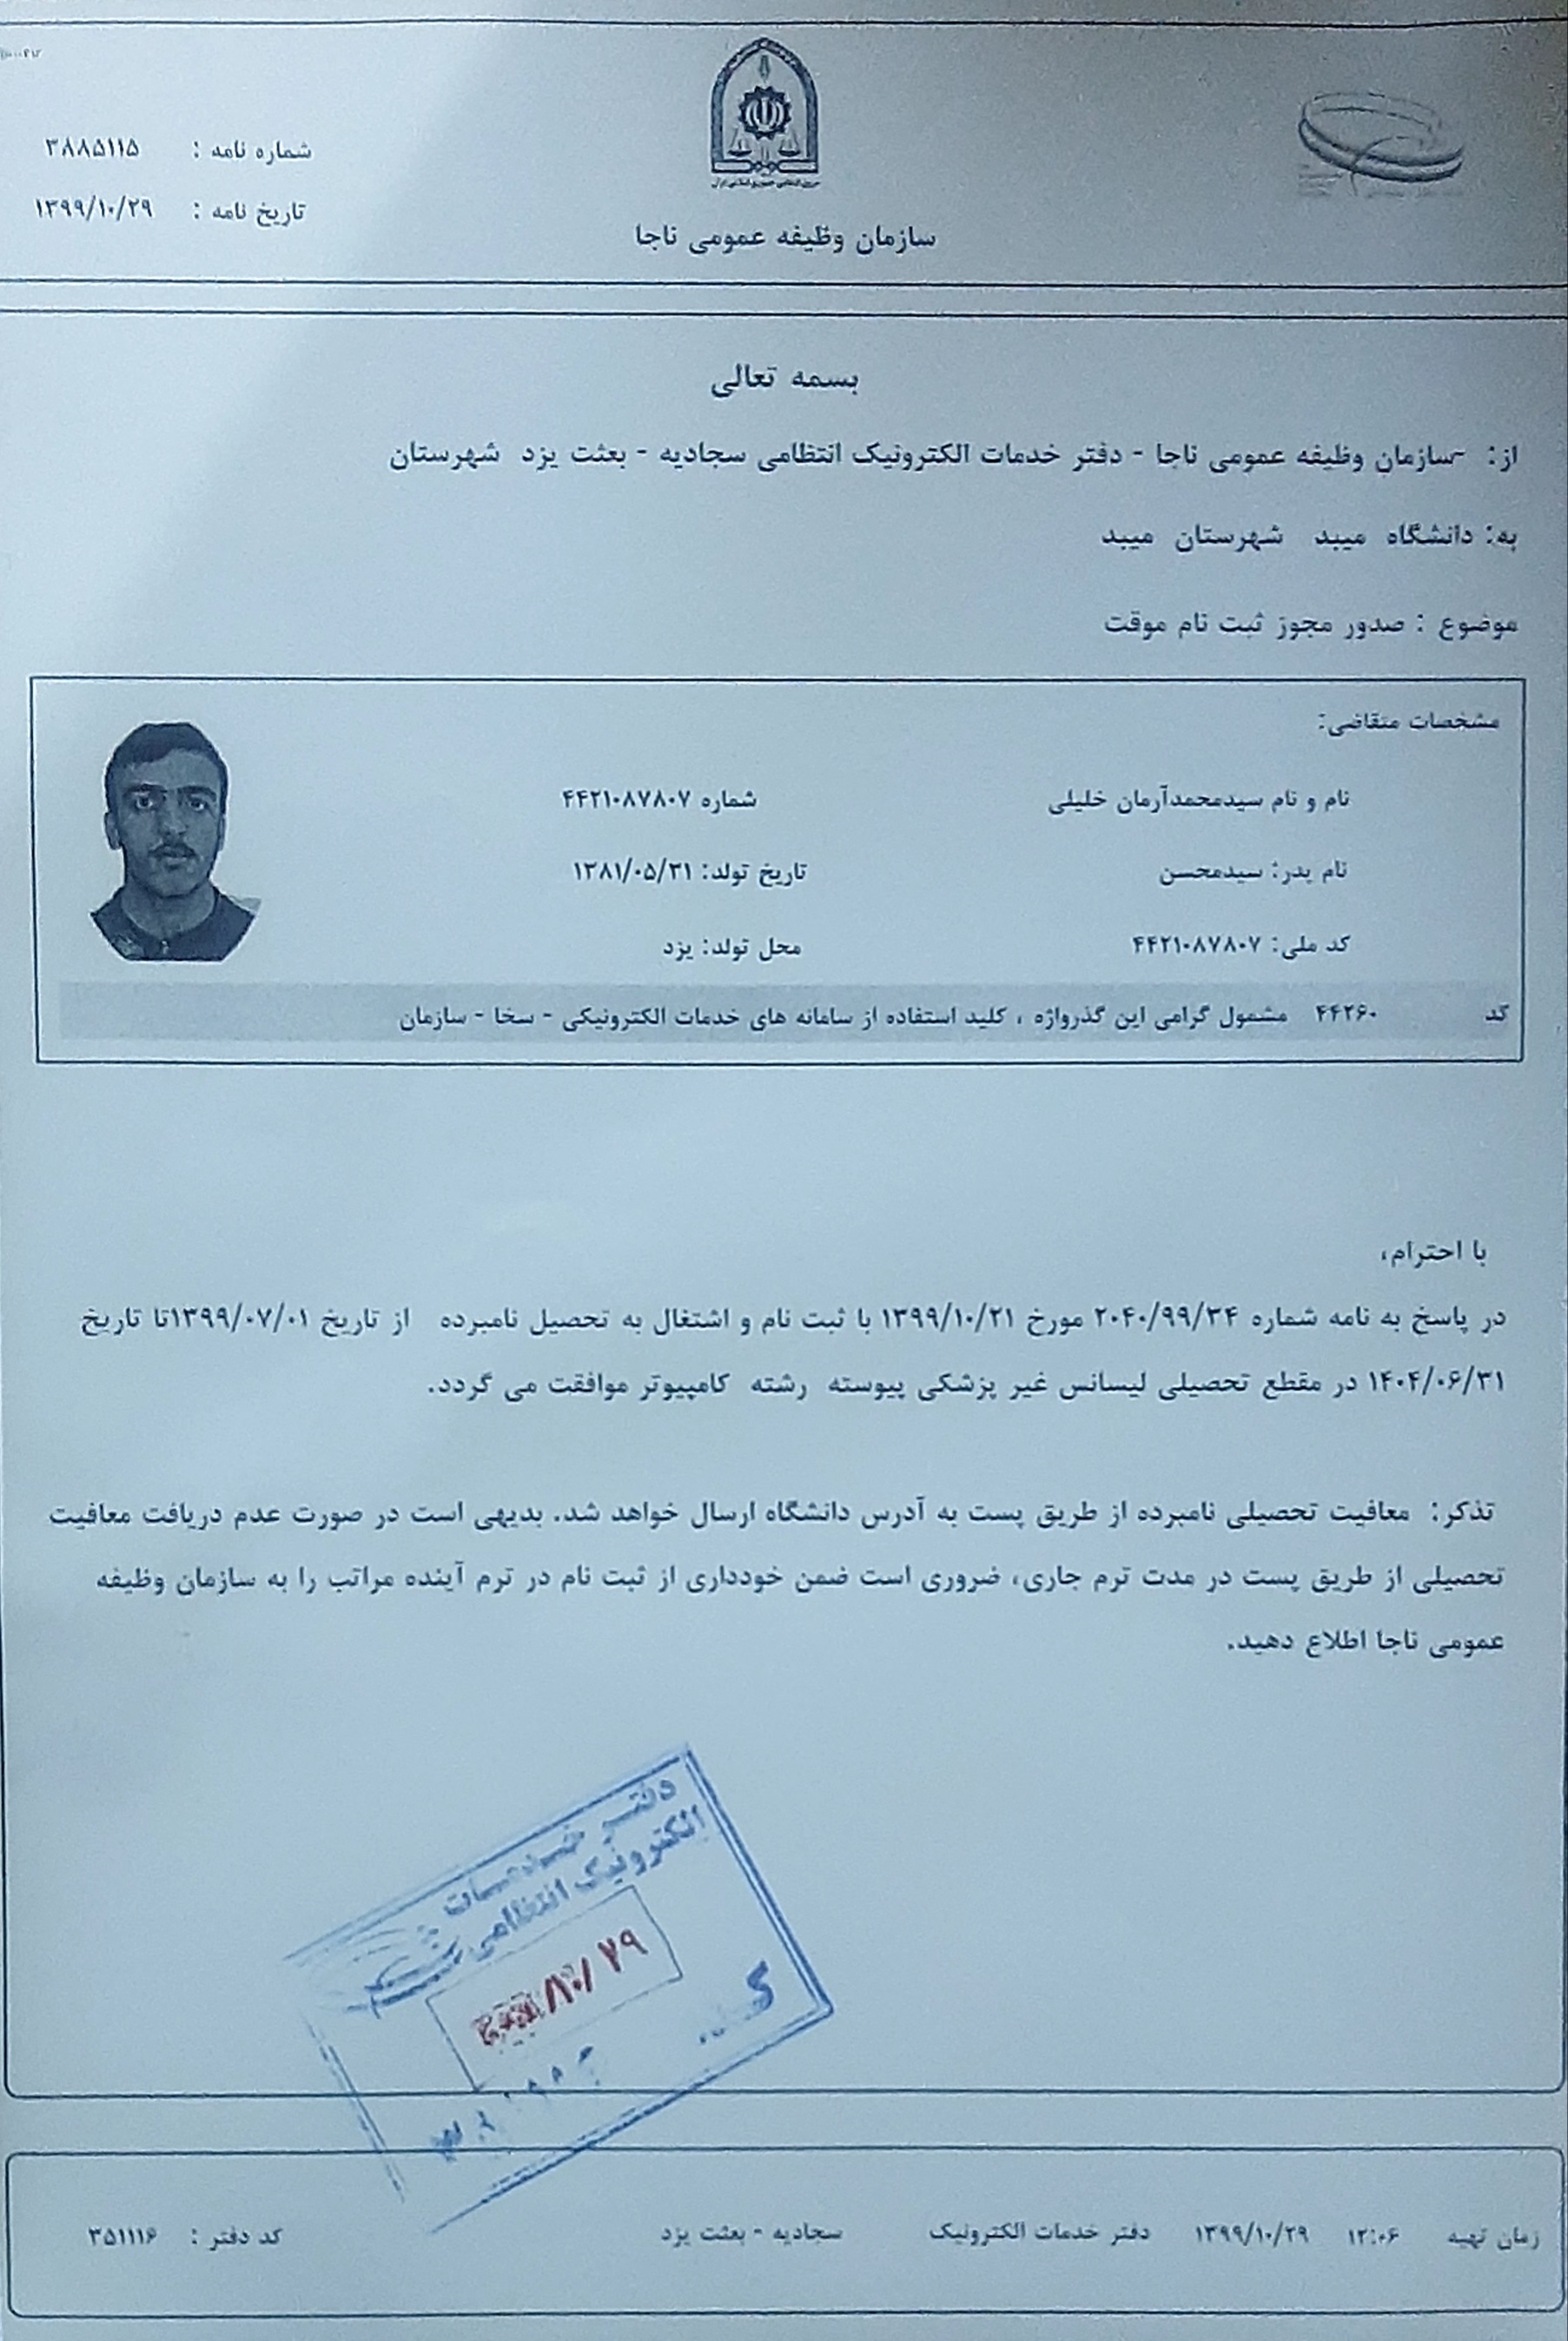 شماره نامه : ۳۸۸۵۱۱۵
تاریخ نامه : ۱۳۹۹/۱۰/۲۹
سازمان وظیفه عمومی ناجا
بسمه تعالی
از: -سازمان وظیفه عمومی ناجا - دفتر خدمات الکترونیک انتظامی سجادیه - بعثت یزد شهرستان
به: دانشگاه میبد شهرستان میبد
موضوع : صدور مجوز ثبت نام موقت
مشخصات متقاضی:
نام و نام سیدمحمدآرمان خلیلی شماره ۴۴۲۱۰۸۷۸۰۷
نام پدر: سیدمحسن تاریخ تولد: ۱۳۸۱/۰۵/۳۱
کد ملی: ۴۴۲۱۰۸۷۸۰۷ محل تولد: یزد
کد ۴۴۲۶۰ مشمول گرامی این گذرواژه ، کلید استفاده از سامانه های خدمات الکترونیکی - سخا - سازمان
با احترام،
در پاسخ به نامه شماره ۲۰۴۰/۹۹/۳۴ مورخ ۱۳۹۹/۱۰/۲۱ با ثبت نام و اشتغال به تحصیل نامبرده از تاریخ ۱۳۹۹/۰۷/۰۱تا تاریخ
۱۴۰۴/۰۶/۳۱ در مقطع تحصیلی لیسانس غیر پزشکی پیوسته رشته کامپیوتر موافقت می گردد.
تذکر: معافیت تحصیلی نامبرده از طریق پست به آدرس دانشگاه ارسال خواهد شد. بدیهی است در صورت عدم دریافت معافیت
تحصیلی از طریق پست در مدت ترم جاری، ضروری است ضمن خودداری از ثبت نام در ترم آینده مراتب را به سازمان وظیفه
عمومی ناجا اطلاع دهید.
دفتر خدمات
الکترونیک انتظامی
/۱۰/۲۹
زمان تهیه ۱۲:۰۶ ۱۳۹۹/۱۰/۲۹ دفتر خدمات الکترونیک سجادیه - بعثت یزد کد دفتر : ۳۵۱۱۱۶